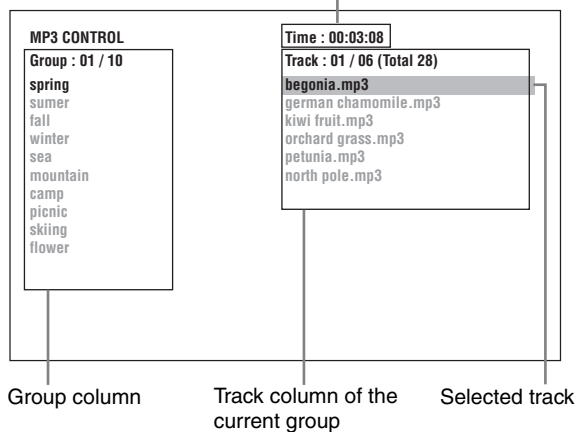 MP3 CONTROL
Group : 01 / 10
spring
sumer
fall
winter
sea
mountain
camp
picnic
skiing
flower
Time : 00:03:08
Track : 01 / 06 (Total 28)
begonia.mp3
german chamomile.mp3
kiwi fruit.mp3
orchard grass.mp3
petunia.mp3
north pole.mp3
Group column
Track column of the
current group
Selected track